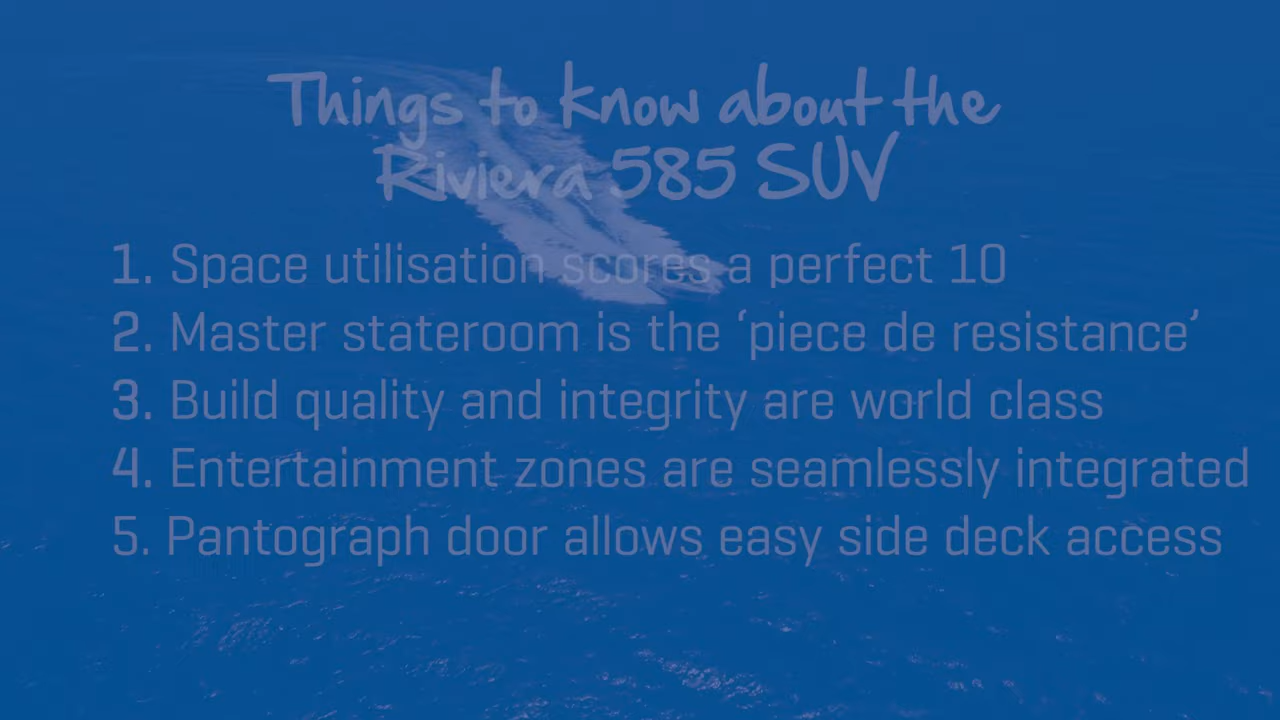 Things to know about the
Riviera 585 SUV
1. Space utilisation scores a perfect 10
2. Master stateroom is the ‘piece de resistance’
3. Build quality and integrity are world class
4. Entertainment zones are seamlessly integrated
5. Pantograph door allows easy side deck access